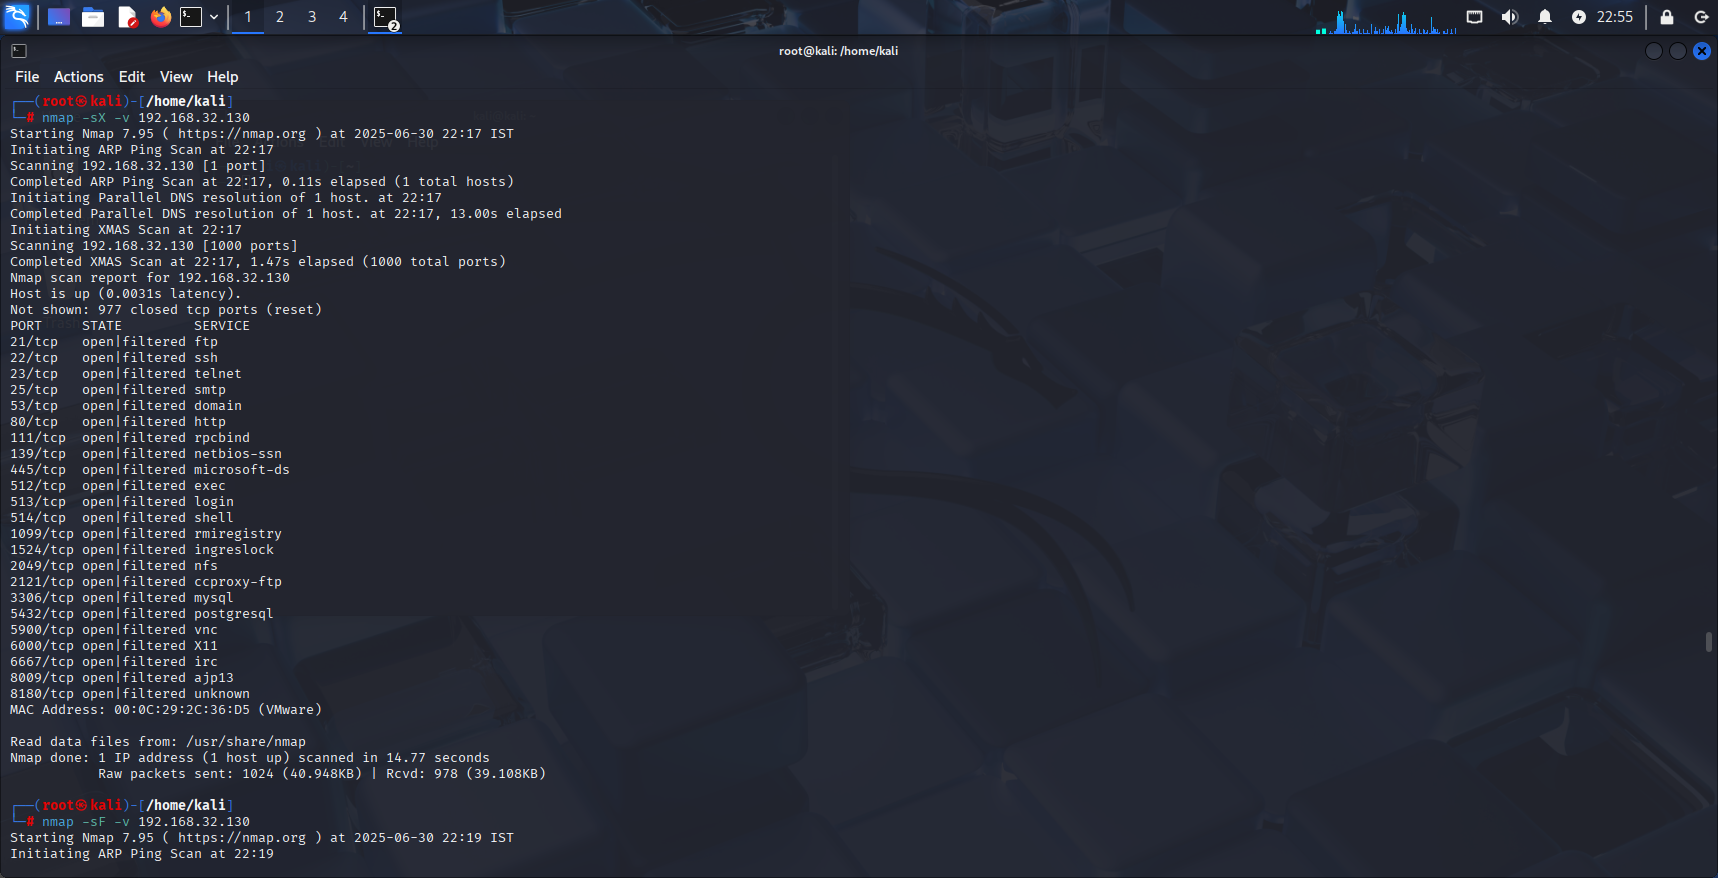 1 2 3 4 2 22:55
root@kali: /home/kali
File Actions Edit View Help
┌──(root㉿kali)-[/home/kali]
└─# nmap -sX -v 192.168.32.130
Starting Nmap 7.95 ( https://nmap.org ) at 2025-06-30 22:17 IST
Initiating ARP Ping Scan at 22:17
Scanning 192.168.32.130 [1 port]
Completed ARP Ping Scan at 22:17, 0.11s elapsed (1 total hosts)
Initiating Parallel DNS resolution of 1 host. at 22:17
Completed Parallel DNS resolution of 1 host. at 22:17, 13.00s elapsed
Initiating XMAS Scan at 22:17
Scanning 192.168.32.130 [1000 ports]
Completed XMAS Scan at 22:17, 1.47s elapsed (1000 total ports)
Nmap scan report for 192.168.32.130
Host is up (0.0031s latency).
Not shown: 977 closed tcp ports (reset)
PORT STATE SERVICE
21/tcp open|filtered ftp
22/tcp open|filtered ssh
23/tcp open|filtered telnet
25/tcp open|filtered smtp
53/tcp open|filtered domain
80/tcp open|filtered http
111/tcp open|filtered rpcbind
139/tcp open|filtered netbios-ssn
445/tcp open|filtered microsoft-ds
512/tcp open|filtered exec
513/tcp open|filtered login
514/tcp open|filtered shell
1099/tcp open|filtered rmiregistry
1524/tcp open|filtered ingreslock
2049/tcp open|filtered nfs
2121/tcp open|filtered ccproxy-ftp
3306/tcp open|filtered mysql
5432/tcp open|filtered postgresql
5900/tcp open|filtered vnc
6000/tcp open|filtered X11
6667/tcp open|filtered irc
8009/tcp open|filtered ajp13
8180/tcp open|filtered unknown
MAC Address: 00:0C:29:2C:36:D5 (VMware)
Read data files from: /usr/share/nmap
Nmap done: 1 IP address (1 host up) scanned in 14.77 seconds
Raw packets sent: 1024 (40.948KB) | Rcvd: 978 (39.108KB)
┌──(root㉿kali)-[/home/kali]
└─# nmap -sF -v 192.168.32.130
Starting Nmap 7.95 ( https://nmap.org ) at 2025-06-30 22:19 IST
Initiating ARP Ping Scan at 22:19